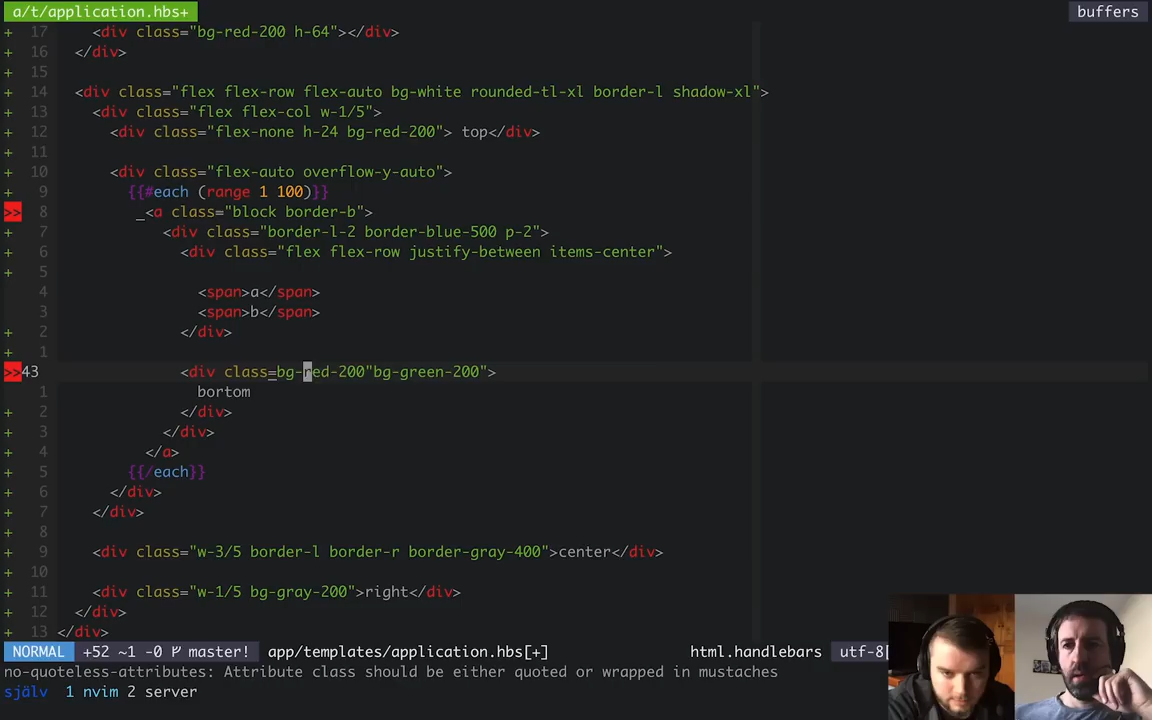 a/t/application.hbs+ buffers
+ 17 <div class="bg-red-200 h-64"></div>
+ 16 </div>
+ 15
+ 14 <div class="flex flex-row flex-auto bg-white rounded-tl-xl border-l shadow-xl">
+ 13 <div class="flex flex-col w-1/5">
+ 12 <div class="flex-none h-24 bg-red-200"> top</div>
+ 11
+ 10 <div class="flex-auto overflow-y-auto">
+ 9 {{#each (range 1 100)}}
>> 8 _<a class="block border-b">
+ 7 <div class="border-l-2 border-blue-500 p-2">
+ 6 <div class="flex flex-row justify-between items-center">
+ 5
4 <span>a</span>
3 <span>b</span>
+ 2 </div>
+ 1
>>43 <div class=bg-red-200"bg-green-200">
1 bortom
+ 2 </div>
+ 3 </div>
+ 4 </a>
+ 5 {{/each}}
+ 6 </div>
+ 7 </div>
+ 8
+ 9 <div class="w-3/5 border-l border-r border-gray-400">center</div>
+ 10
+ 11 <div class="w-1/5 bg-gray-200">right</div>
+ 12 </div>
+ 13 </div>
NORMAL +52 ~1 -0 master! app/templates/application.hbs[+] html.handlebars utf-8[
no-quoteless-attributes: Attribute class should be either quoted or wrapped in mustaches
själv 1 nvim 2 server